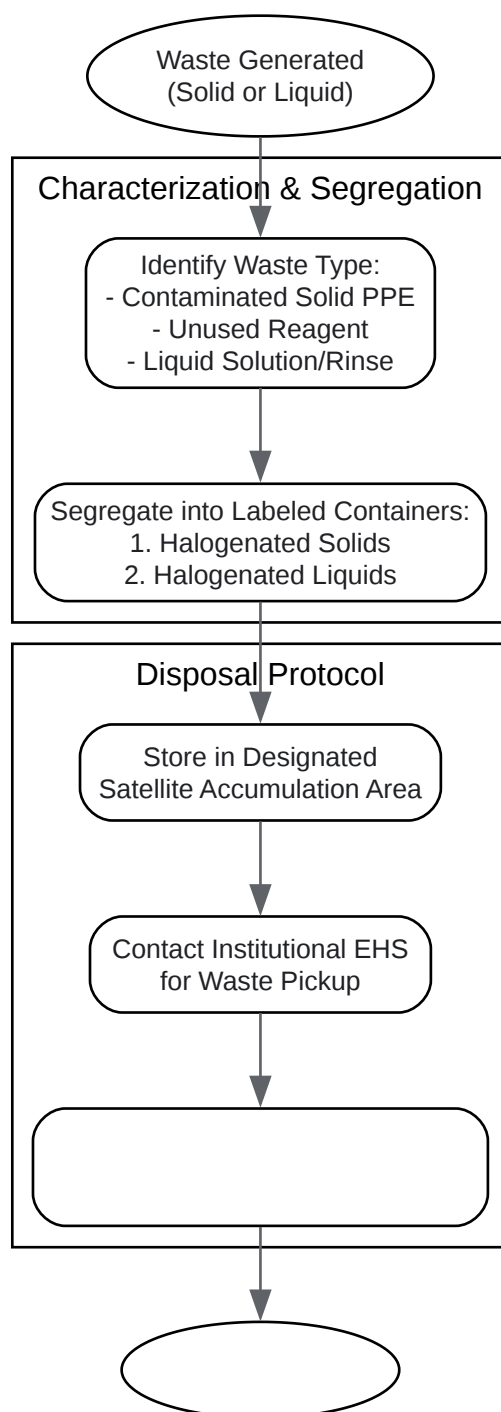 Waste Generated
(Solid or Liquid)
Characterization & Segregation
Identify Waste Type:
- Contaminated Solid PPE
- Unused Reagent
- Liquid Solution/Rinse
Segregate into Labeled Containers:
1. Halogenated Solids
2. Halogenated Liquids
Disposal Protocol
Store in Designated
Satellite Accumulation Area
Contact Institutional EHS
for Waste Pickup